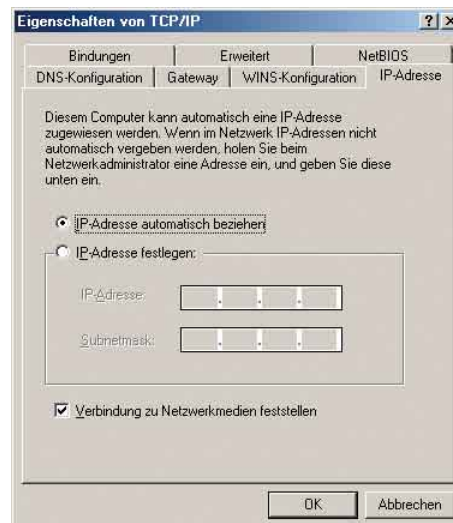 Eigenschaften von TCP/IP
Bindungen Erweitert NetBIOS
DNS-Konfiguration Gateway WINS-Konfiguration IP-Adresse
Diesem Computer kann automatisch eine IP-Adresse
zugewiesen werden. Wenn im Netzwerk IP-Adressen nicht
automatisch vergeben werden, holen Sie beim
Netzwerkadministrator eine Adresse ein, und geben Sie diese
unten ein.
IP-Adresse automatisch beziehen
IP-Adresse festlegen:
IP-Adresse:
Subnetmask:
Verbindung zu Netzwerkmedien feststellen
OK Abbrechen